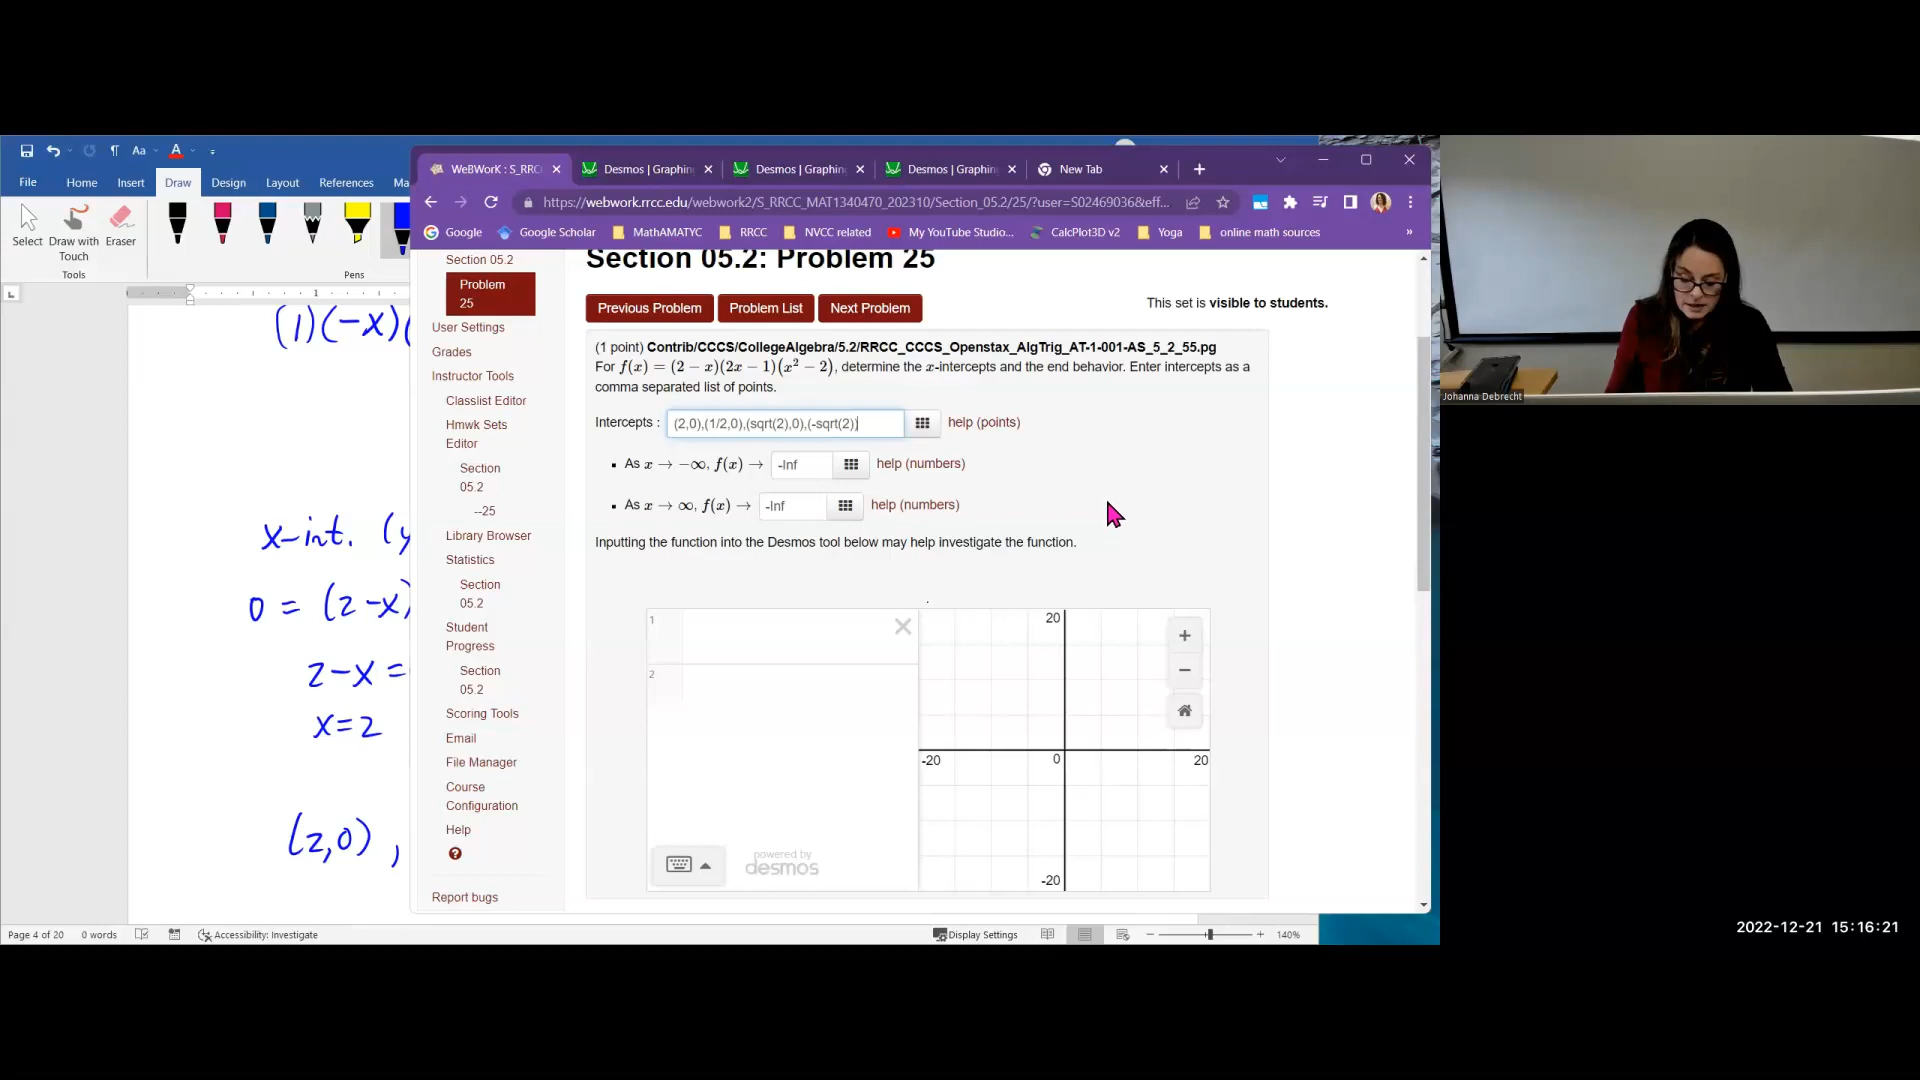 Aa A
File Home Insert Draw Design Layout References
Select Draw with Touch Eraser
Tools
Pens
1
(1)(-x)(
x-int. (y
0 = (2-x)
2-x =
x=2
(2,0) ,
Page 4 of 20 0 words Accessibility: Investigate Display Settings 140%
WeBWorK : S_RRC Desmos | Graphin Desmos | Graphin Desmos | Graphin New Tab
https://webwork.rrcc.edu/webwork2/S_RRCC_MAT1340470_202310/Section_05.2/25/?user=S02469036&eff...
Google Google Scholar MathAMATYC RRCC NVCC related My YouTube Studio... CalcPlot3D v2 Yoga online math sources »
Section 05.2
Problem 25
User Settings
Grades
Instructor Tools
Classlist Editor
Hmwk Sets Editor
Section 05.2
--25
Library Browser
Statistics
Section 05.2
Student Progress
Section 05.2
Scoring Tools
Email
File Manager
Course Configuration
Help
?
Report bugs
Section 05.2: Problem 25
Previous Problem Problem List Next Problem
This set is visible to students.
(1 point) Contrib/CCCS/CollegeAlgebra/5.2/RRCC_CCCS_Openstax_AlgTrig_AT-1-001-AS_5_2_55.pg
For f(x) = (2 − x)(2x − 1)(x² − 2), determine the x-intercepts and the end behavior. Enter intercepts as a
comma separated list of points.
Intercepts : (2,0),(1/2,0),(sqrt(2),0),(-sqrt(2)) help (points)
As x → −∞, f(x) → -Inf help (numbers)
As x → ∞, f(x) → -Inf help (numbers)
Inputting the function into the Desmos tool below may help investigate the function.
1
2
powered by
desmos
20
-20 0 20
-20
Johanna Debrecht
2022-12-21 15:16:21